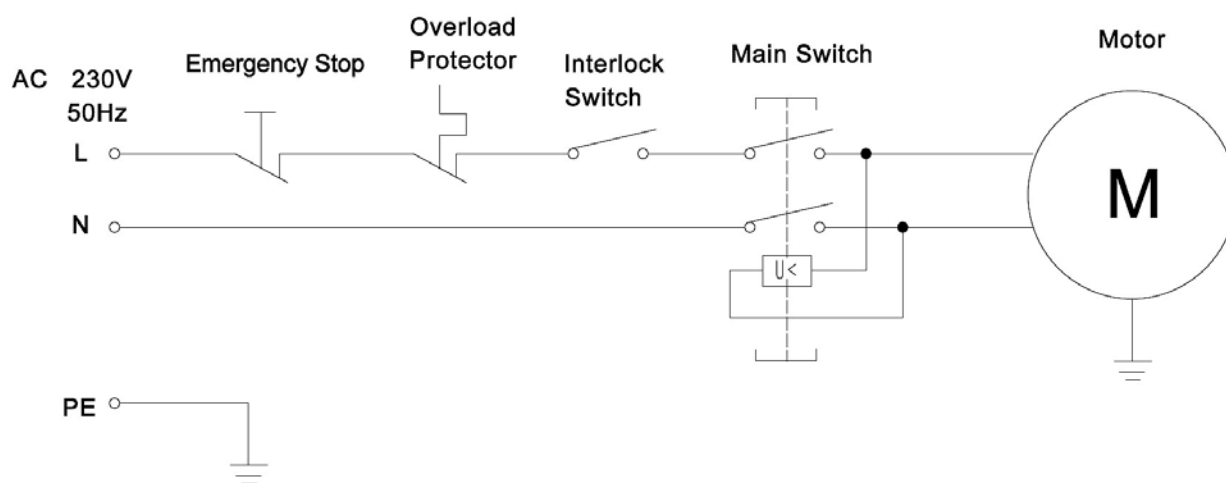 AC 230V
50Hz
Emergency Stop
Overload
Protector
Interlock
Switch
Main Switch
Motor
L
N
U<
M
PE